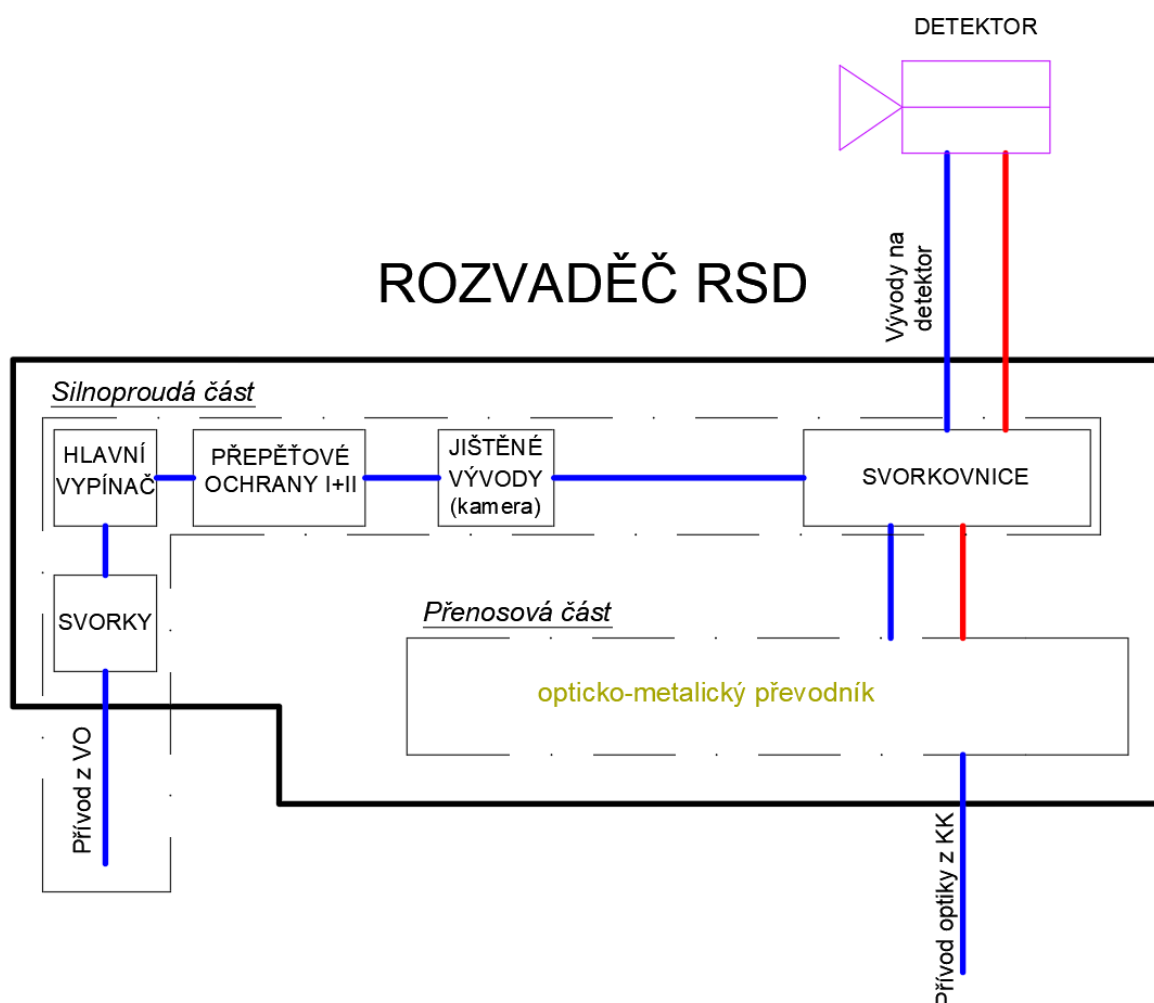 DETEKTOR
Vývody na
detektor
ROZVADĚČ RSD
Silnoproudá část
HLAVNÍ
VYPÍNAČ
PŘEPĚŤOVÉ
OCHRANY I+II
JIŠTĚNÉ
VÝVODY
(kamera)
SVORKOVNICE
SVORKY
Přenosová část
opticko-metalický převodník
Přívod z VO
Přívod optiky z KK